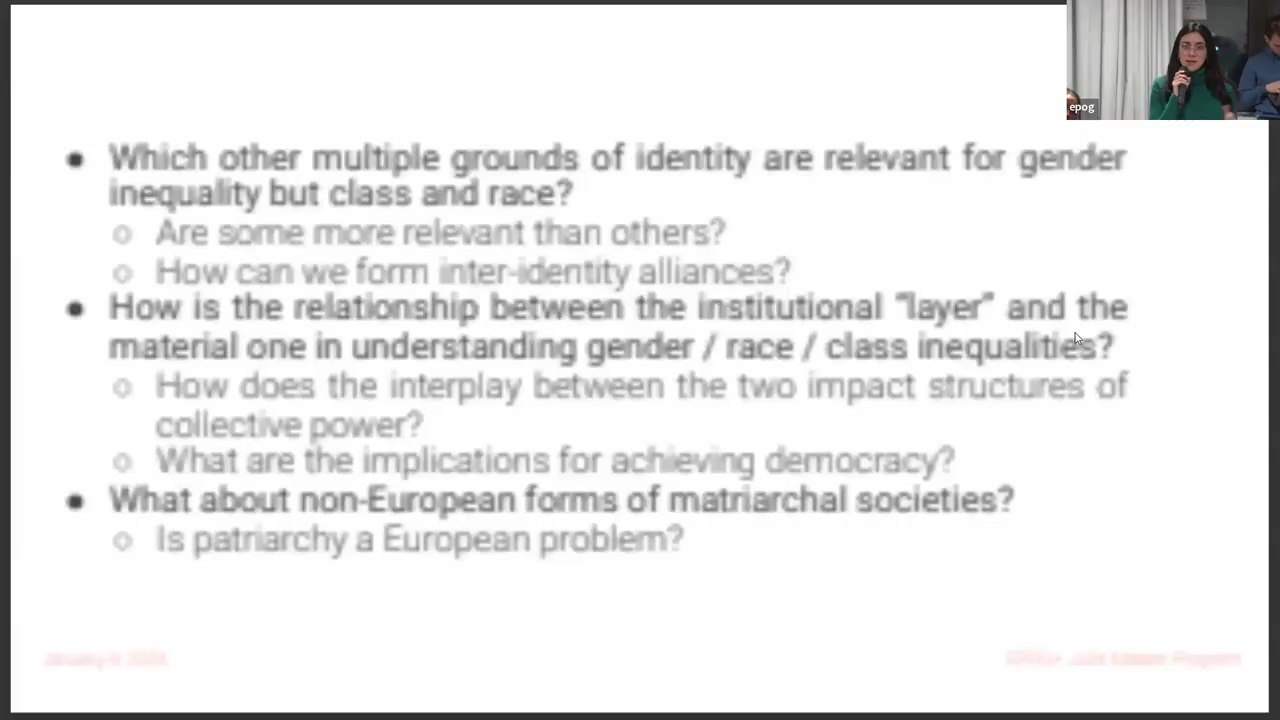 epog
● Which other multiple grounds of identity are relevant for gender
inequality but class and race?
○ Are some more relevant than others?
○ How can we form inter-identity alliances?
● How is the relationship between the institutional "layer" and the
material one in understanding gender / race / class inequalities?
○ How does the interplay between the two impact structures of
collective power?
○ What are the implications for achieving democracy?
● What about non-European forms of matriarchal societies?
○ Is patriarchy a European problem?